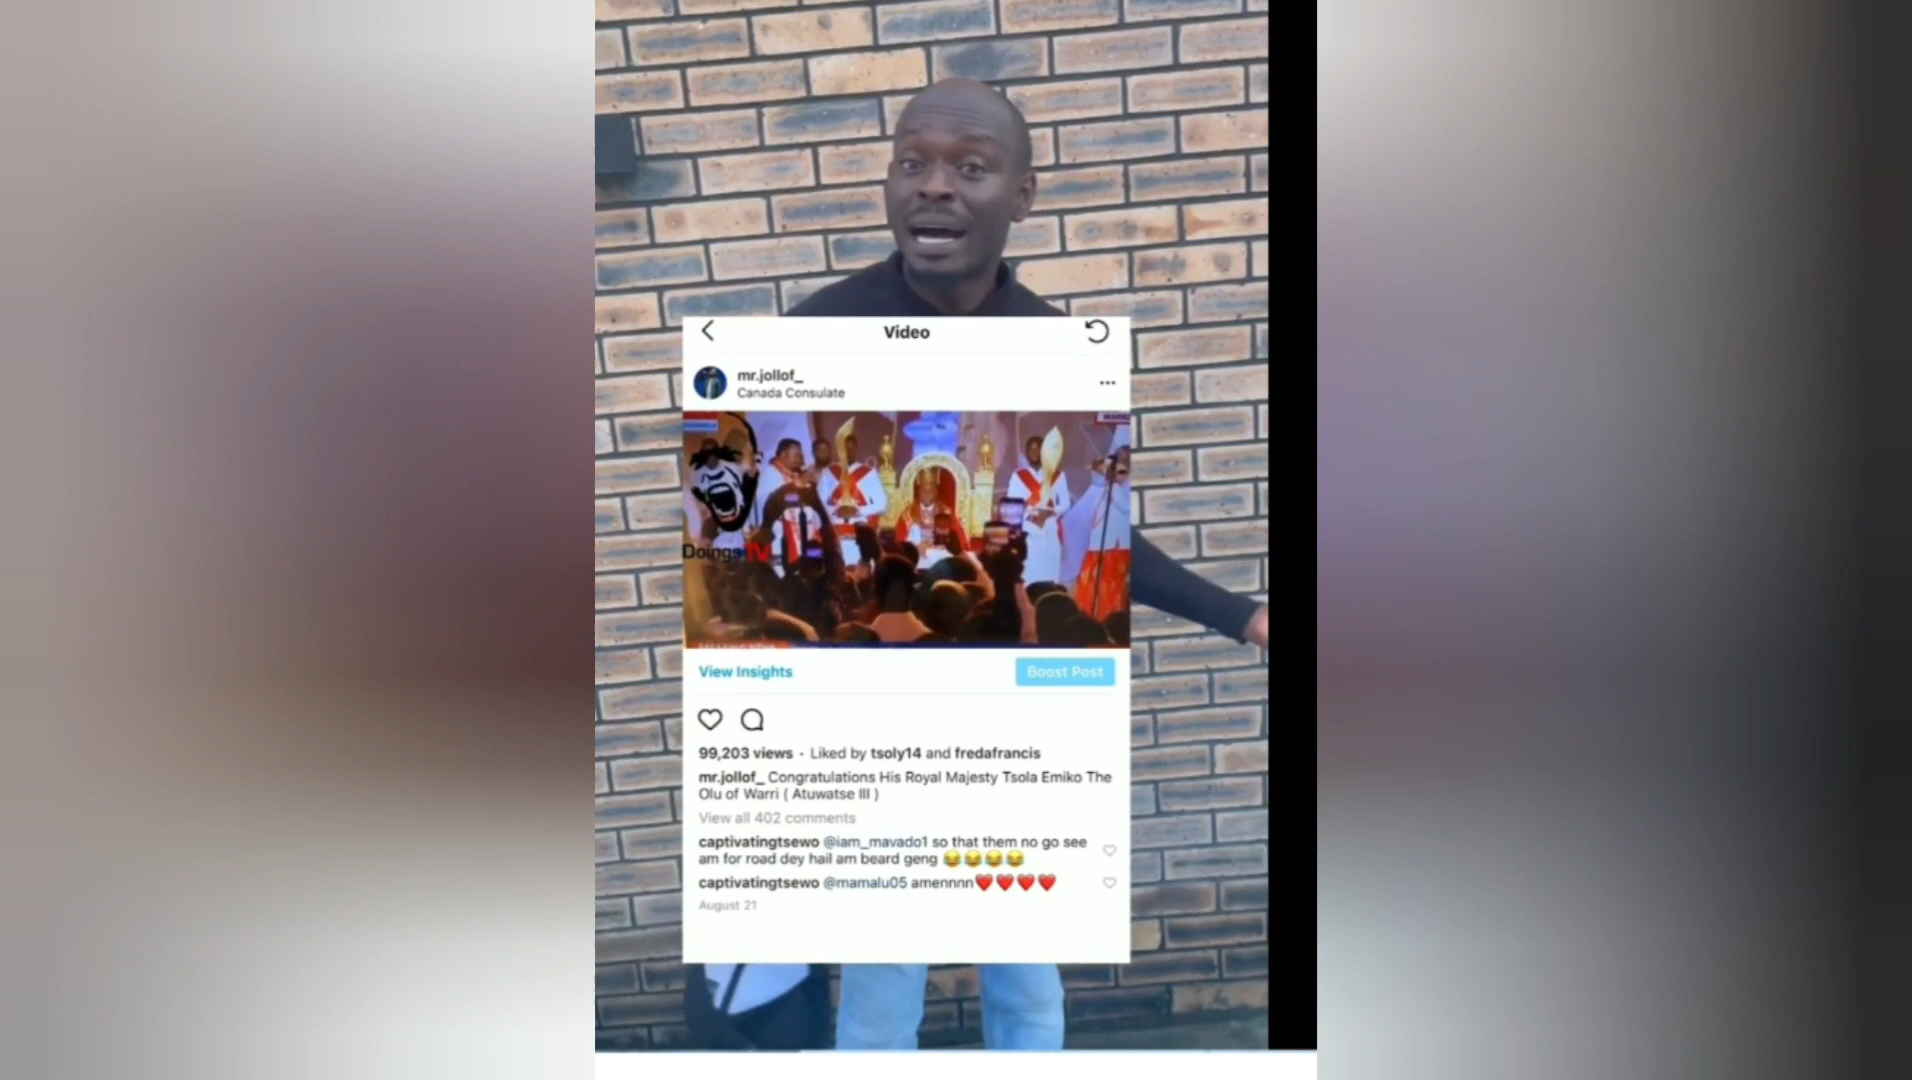 Video
mr.jollof_
Canada Consulate
Doings TV
View Insights
Boost Post
99,203 views - Liked by tsoly14 and fredafrancis
mr.jollof_ Congratulations His Royal Majesty Tsola Emiko The
Olu of Warri ( Atuwatse III )
View all 402 comments
captivatingtsewo @iam_mavado1 so that them no go see
am for road dey hail am beard geng 😂😂😂😂
captivatingtsewo @mamalu05 amennnn❤️❤️❤️❤️
August 21